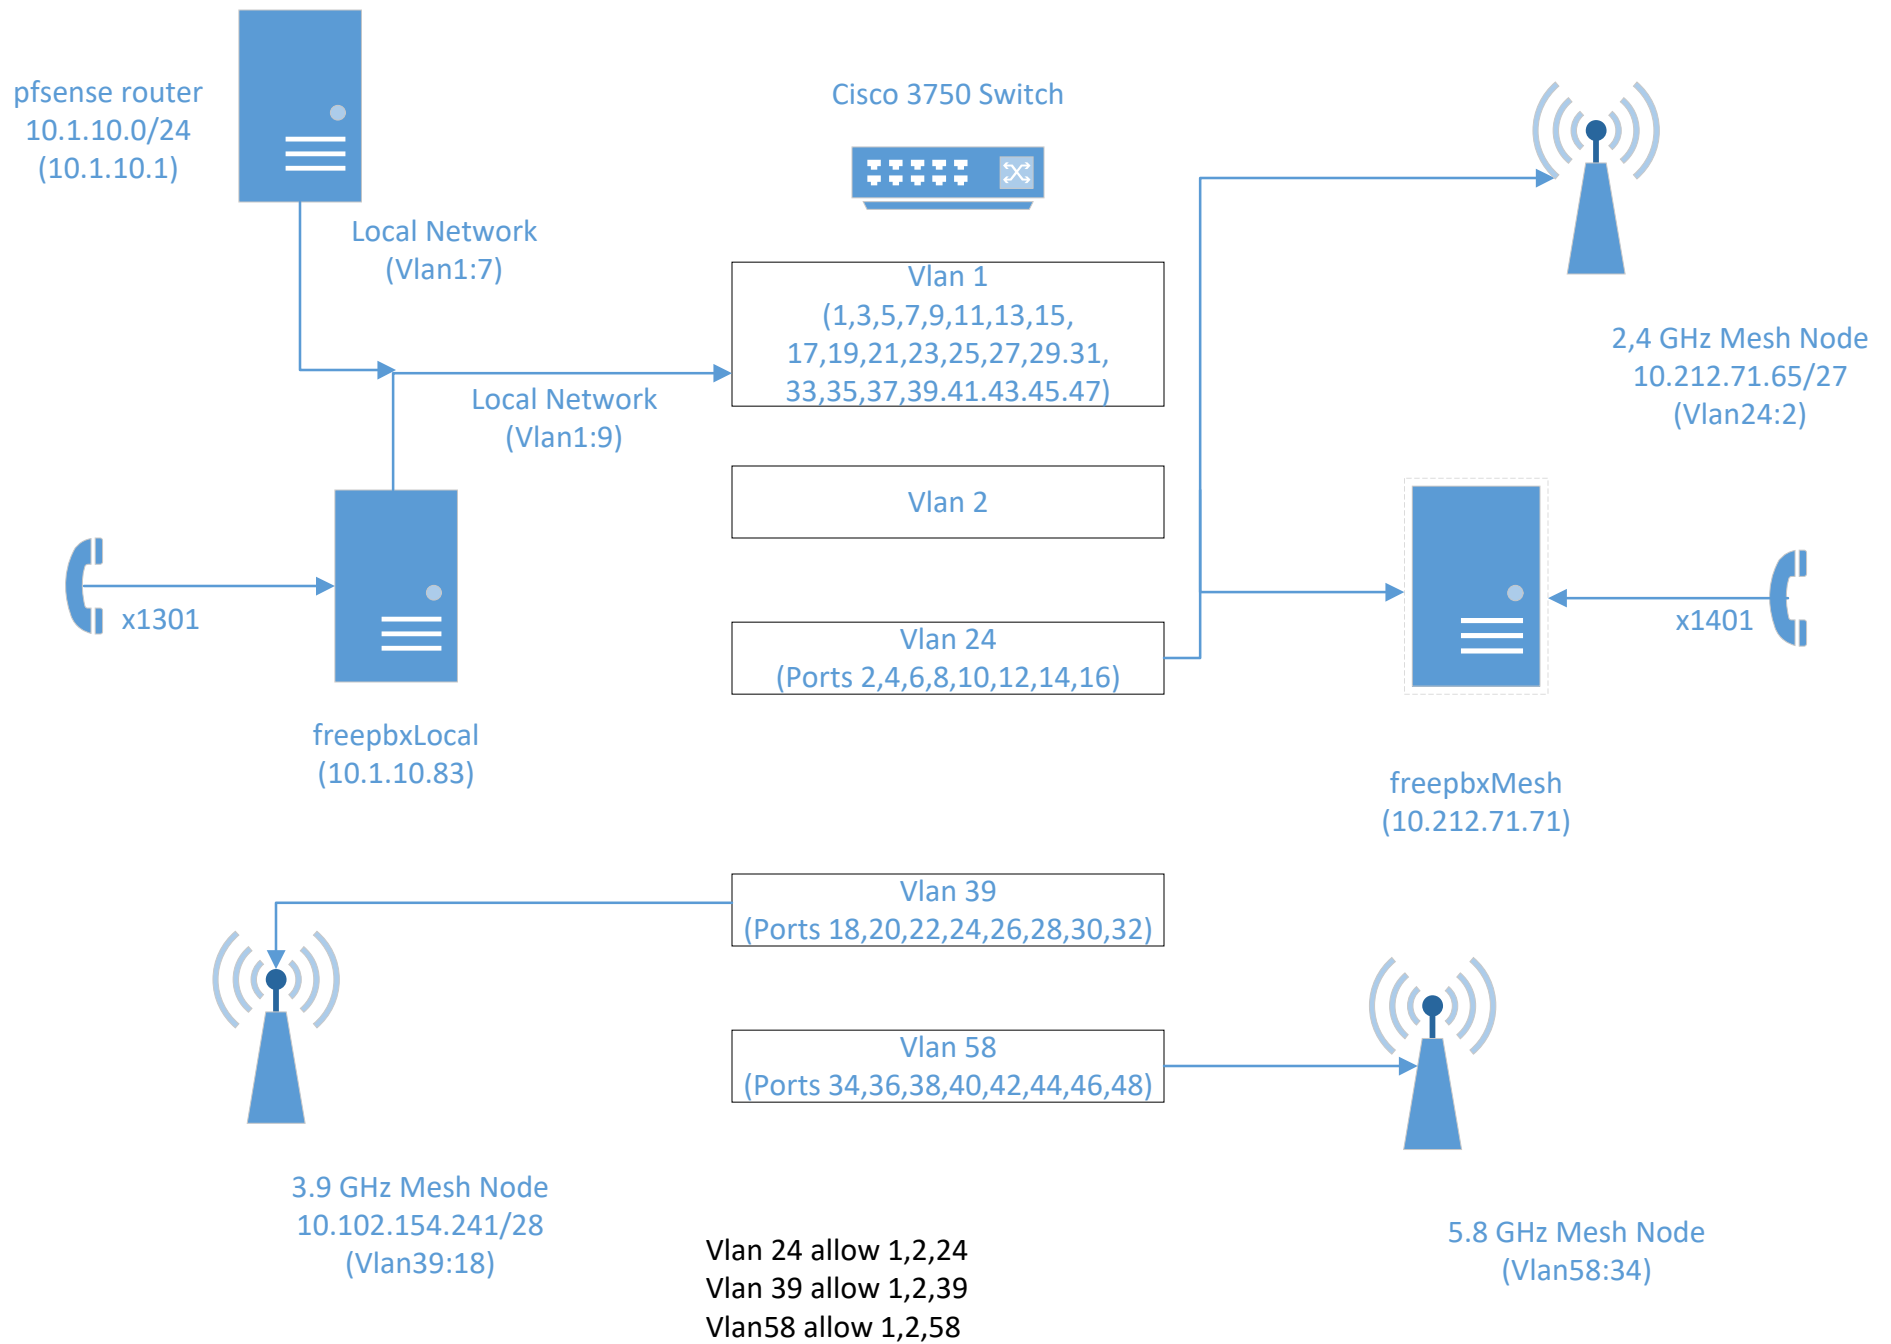 pfsense router
10.1.10.0/24
(10.1.10.1)
Cisco 3750 Switch
Local Network
(Vlan1:7)
Vlan 1
(1,3,5,7,9,11,13,15,
17,19,21,23,25,27,29.31,
33,35,37,39.41.43.45.47)
2,4 GHz Mesh Node
10.212.71.65/27
(Vlan24:2)
Local Network
(Vlan1:9)
Vlan 2
x1301
x1401
Vlan 24
(Ports 2,4,6,8,10,12,14,16)
freepbxLocal
(10.1.10.83)
freepbxMesh
(10.212.71.71)
Vlan 39
(Ports 18,20,22,24,26,28,30,32)
Vlan 58
(Ports 34,36,38,40,42,44,46,48)
3.9 GHz Mesh Node
10.102.154.241/28
(Vlan39:18)
5.8 GHz Mesh Node
(Vlan58:34)
Vlan 24 allow 1,2,24
Vlan 39 allow 1,2,39
Vlan58 allow 1,2,58